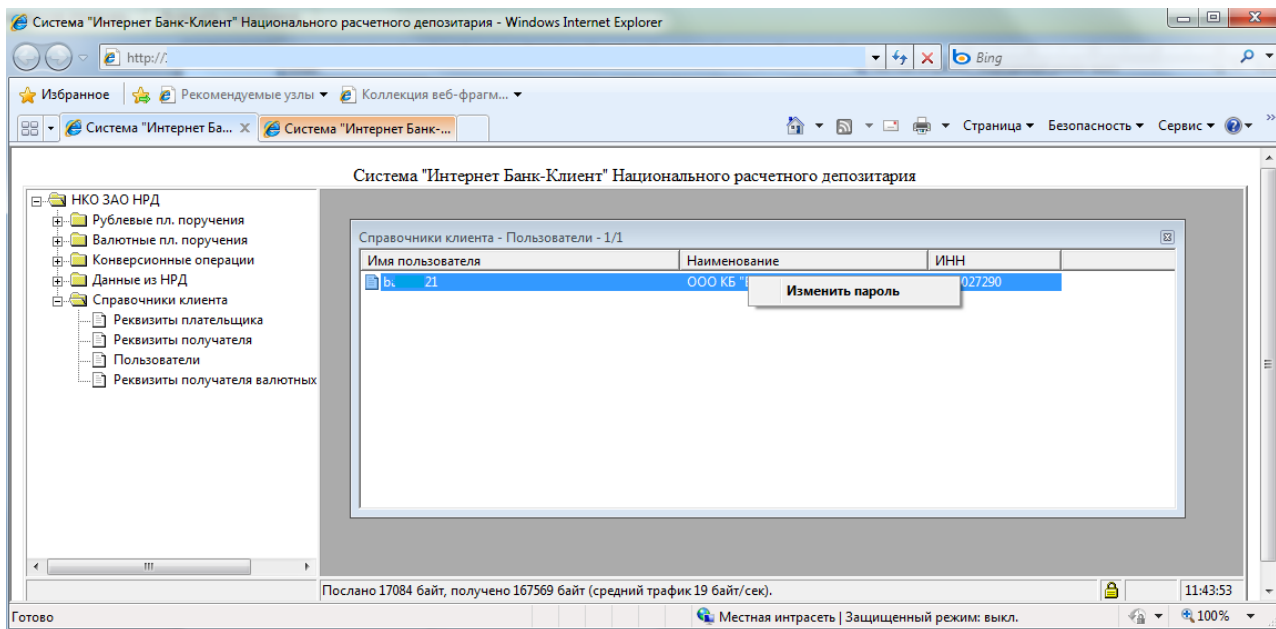 Система "Интернет Банк-Клиент" Национального расчетного депозитария - Windows Internet Explorer
http://
Bing
Избранное Рекомендуемые узлы Коллекция веб-фрагм...
Система "Интернет Ба... X Система "Интернет Банк-... Страница Безопасность Сервис
Система "Интернет Банк-Клиент" Национального расчетного депозитария
НКО ЗАО НРД
Рублевые пл. поручения
Валютные пл. поручения
Конверсионные операции
Данные из НРД
Справочники клиента
Реквизиты плательщика
Реквизиты получателя
Пользователи
Реквизиты получателя валютных
Справочники клиента - Пользователи - 1/1
Имя пользователя Наименование ИНН
21 ООО КБ " 027290
Изменить пароль
Послано 17084 байт, получено 167569 байт (средний трафик 19 байт/сек). 11:43:53
Готово Местная интрасеть | Защищенный режим: выкл. 100%